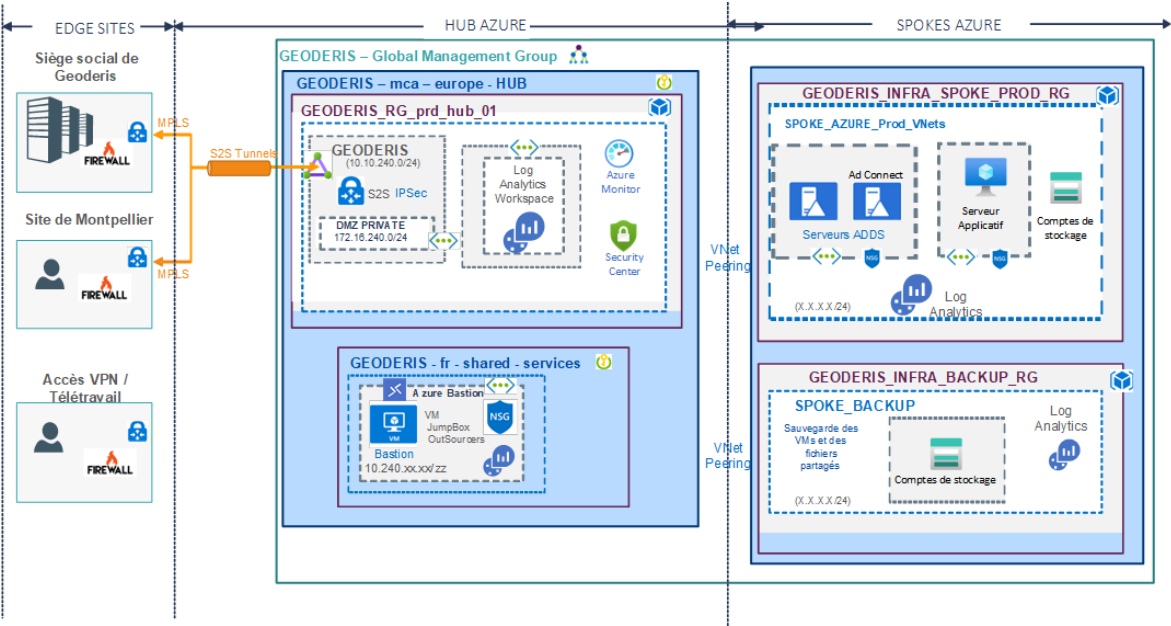 EDGE SITES
HUB AZURE
SPOKES AZURE
Siège social de
Geoderis
FIREWALL
MPLS
S2S Tunnels
Site de Montpellier
FIREWALL
MPLS
Accès VPN /
Télétravail
FIREWALL
GEODERIS – Global Management Group
GEODERIS – mca – europe - HUB
GEODERIS_RG_prd_hub_01
GEODERIS
(10.10.240.0/24)
S2S IPSec
DMZ PRIVATE
172.16.240.0/24
Log
Analytics
Workspace
Azure
Monitor
Security
Center
GEODERIS - fr - shared - services
Azure Bastion
VM
VM
JumpBox
OutSourcers
NSG
Bastion
10.240.xx.xx/zz
VNet
Peering
VNet
Peering
GEODERIS_INFRA_SPOKE_PROD_RG
SPOKE_AZURE_Prod_VNets
Ad Connect
Serveurs ADDS
NSG
Serveur
Applicatif
NSG
Comptes de
stockage
(X.X.X.X/24)
Log
Analytics
GEODERIS_INFRA_BACKUP_RG
SPOKE_BACKUP
Sauvegarde des
VMs et des
fichiers
partagés
(X.X.X.X/24)
Comptes de stockage
Log
Analytics